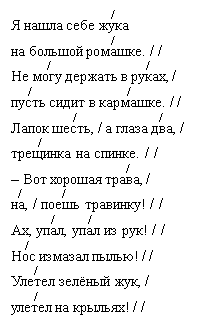 Я нашла себе жука
на большой ромашке. / /
Не могу держать в руках, /
пусть сидит в кармашке. / /
Лапок шесть, / а глаза два, /
трещинка на спинке. / /
– Вот хорошая трава, /
на, / поешь травинку! / /
Ах, упал, упал из рук! / /
Нос измазал пылью! / /
Улетел зелёный жук, /
улетел на крыльях! / /